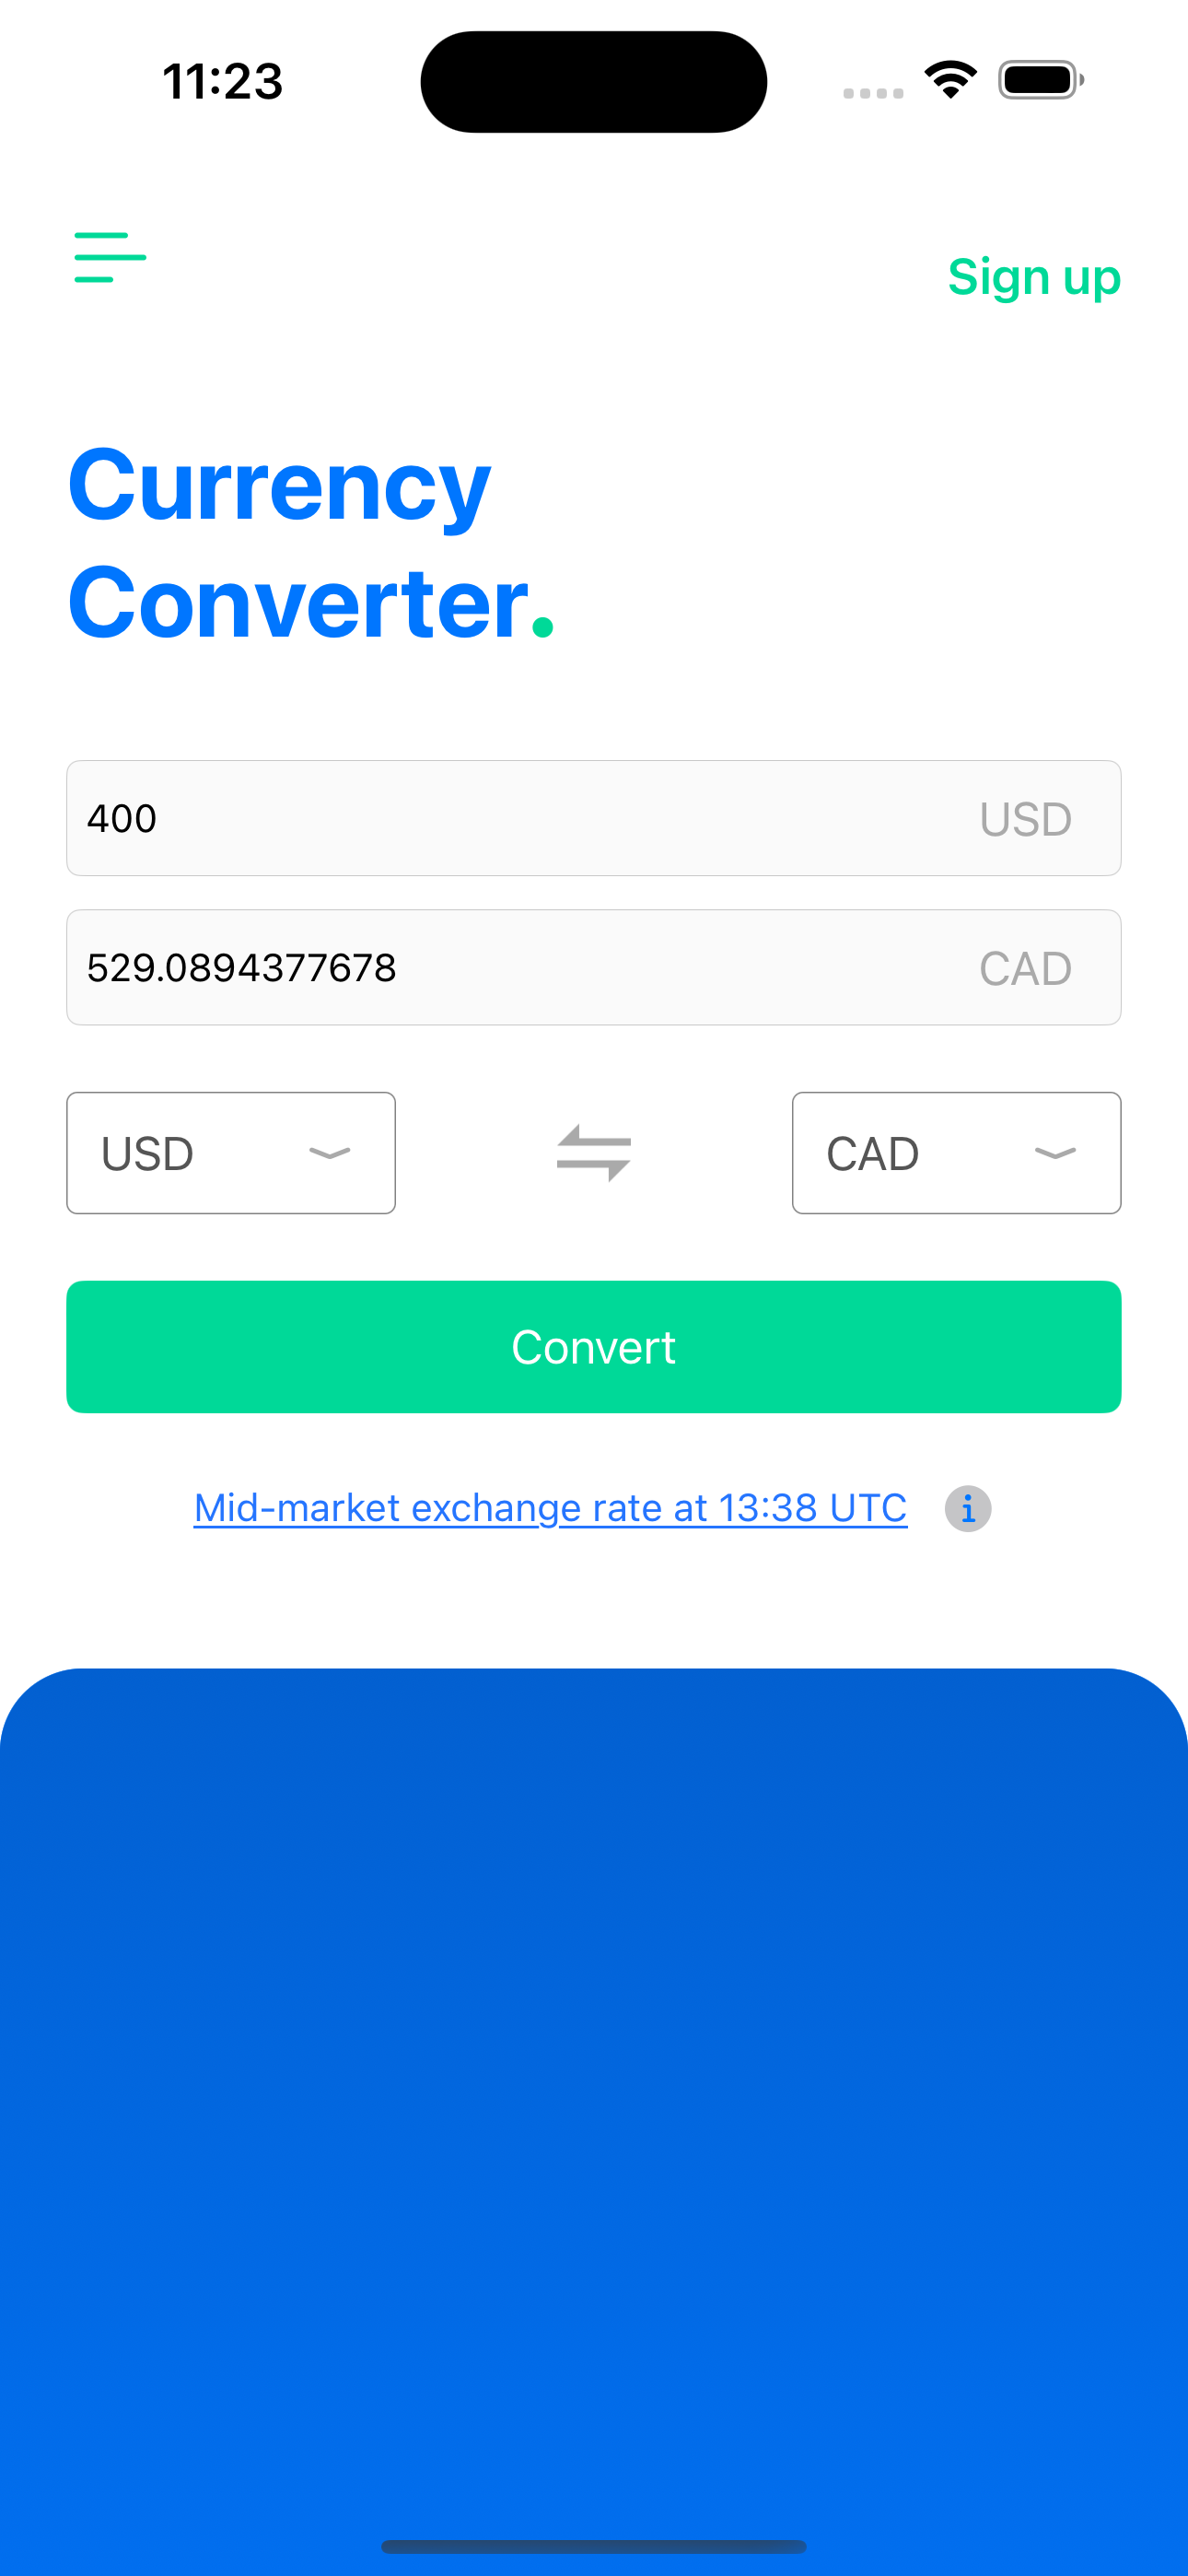 11:23
Sign up
Currency
Converter.
400 USD
529.0894377678 CAD
USD CAD
Convert
Mid-market exchange rate at 13:38 UTC i